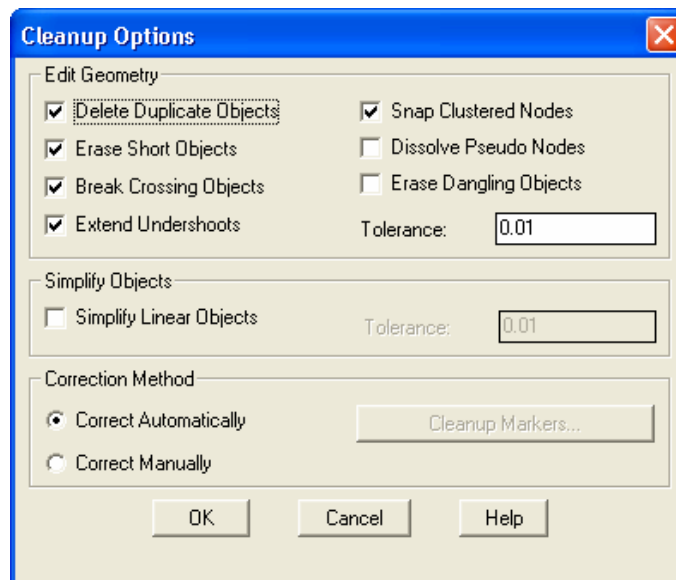 Cleanup Options
Edit Geometry
Delete Duplicate Objects
Snap Clustered Nodes
Erase Short Objects
Dissolve Pseudo Nodes
Break Crossing Objects
Erase Dangling Objects
Extend Undershoots
Tolerance: 0.01
Simplify Objects
Simplify Linear Objects
Tolerance: 0.01
Correction Method
Correct Automatically
Cleanup Markers...
Correct Manually
OK Cancel Help